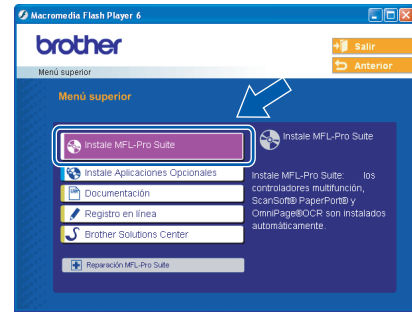 Macromedia Flash Player 6
brother
Salir
Anterior
Menú superior
Menú superior
Instale MFL-Pro Suite
Instale Aplicaciones Opcionales
Documentación
Registro en línea
Brother Solutions Center
Reparación MFL-Pro Suite
Instale MFL-Pro Suite
Instale MFL-Pro Suite: los
controladores multifunción,
ScanSoft® PaperPort® y
OmniPage®OCR son instalados
automáticamente.